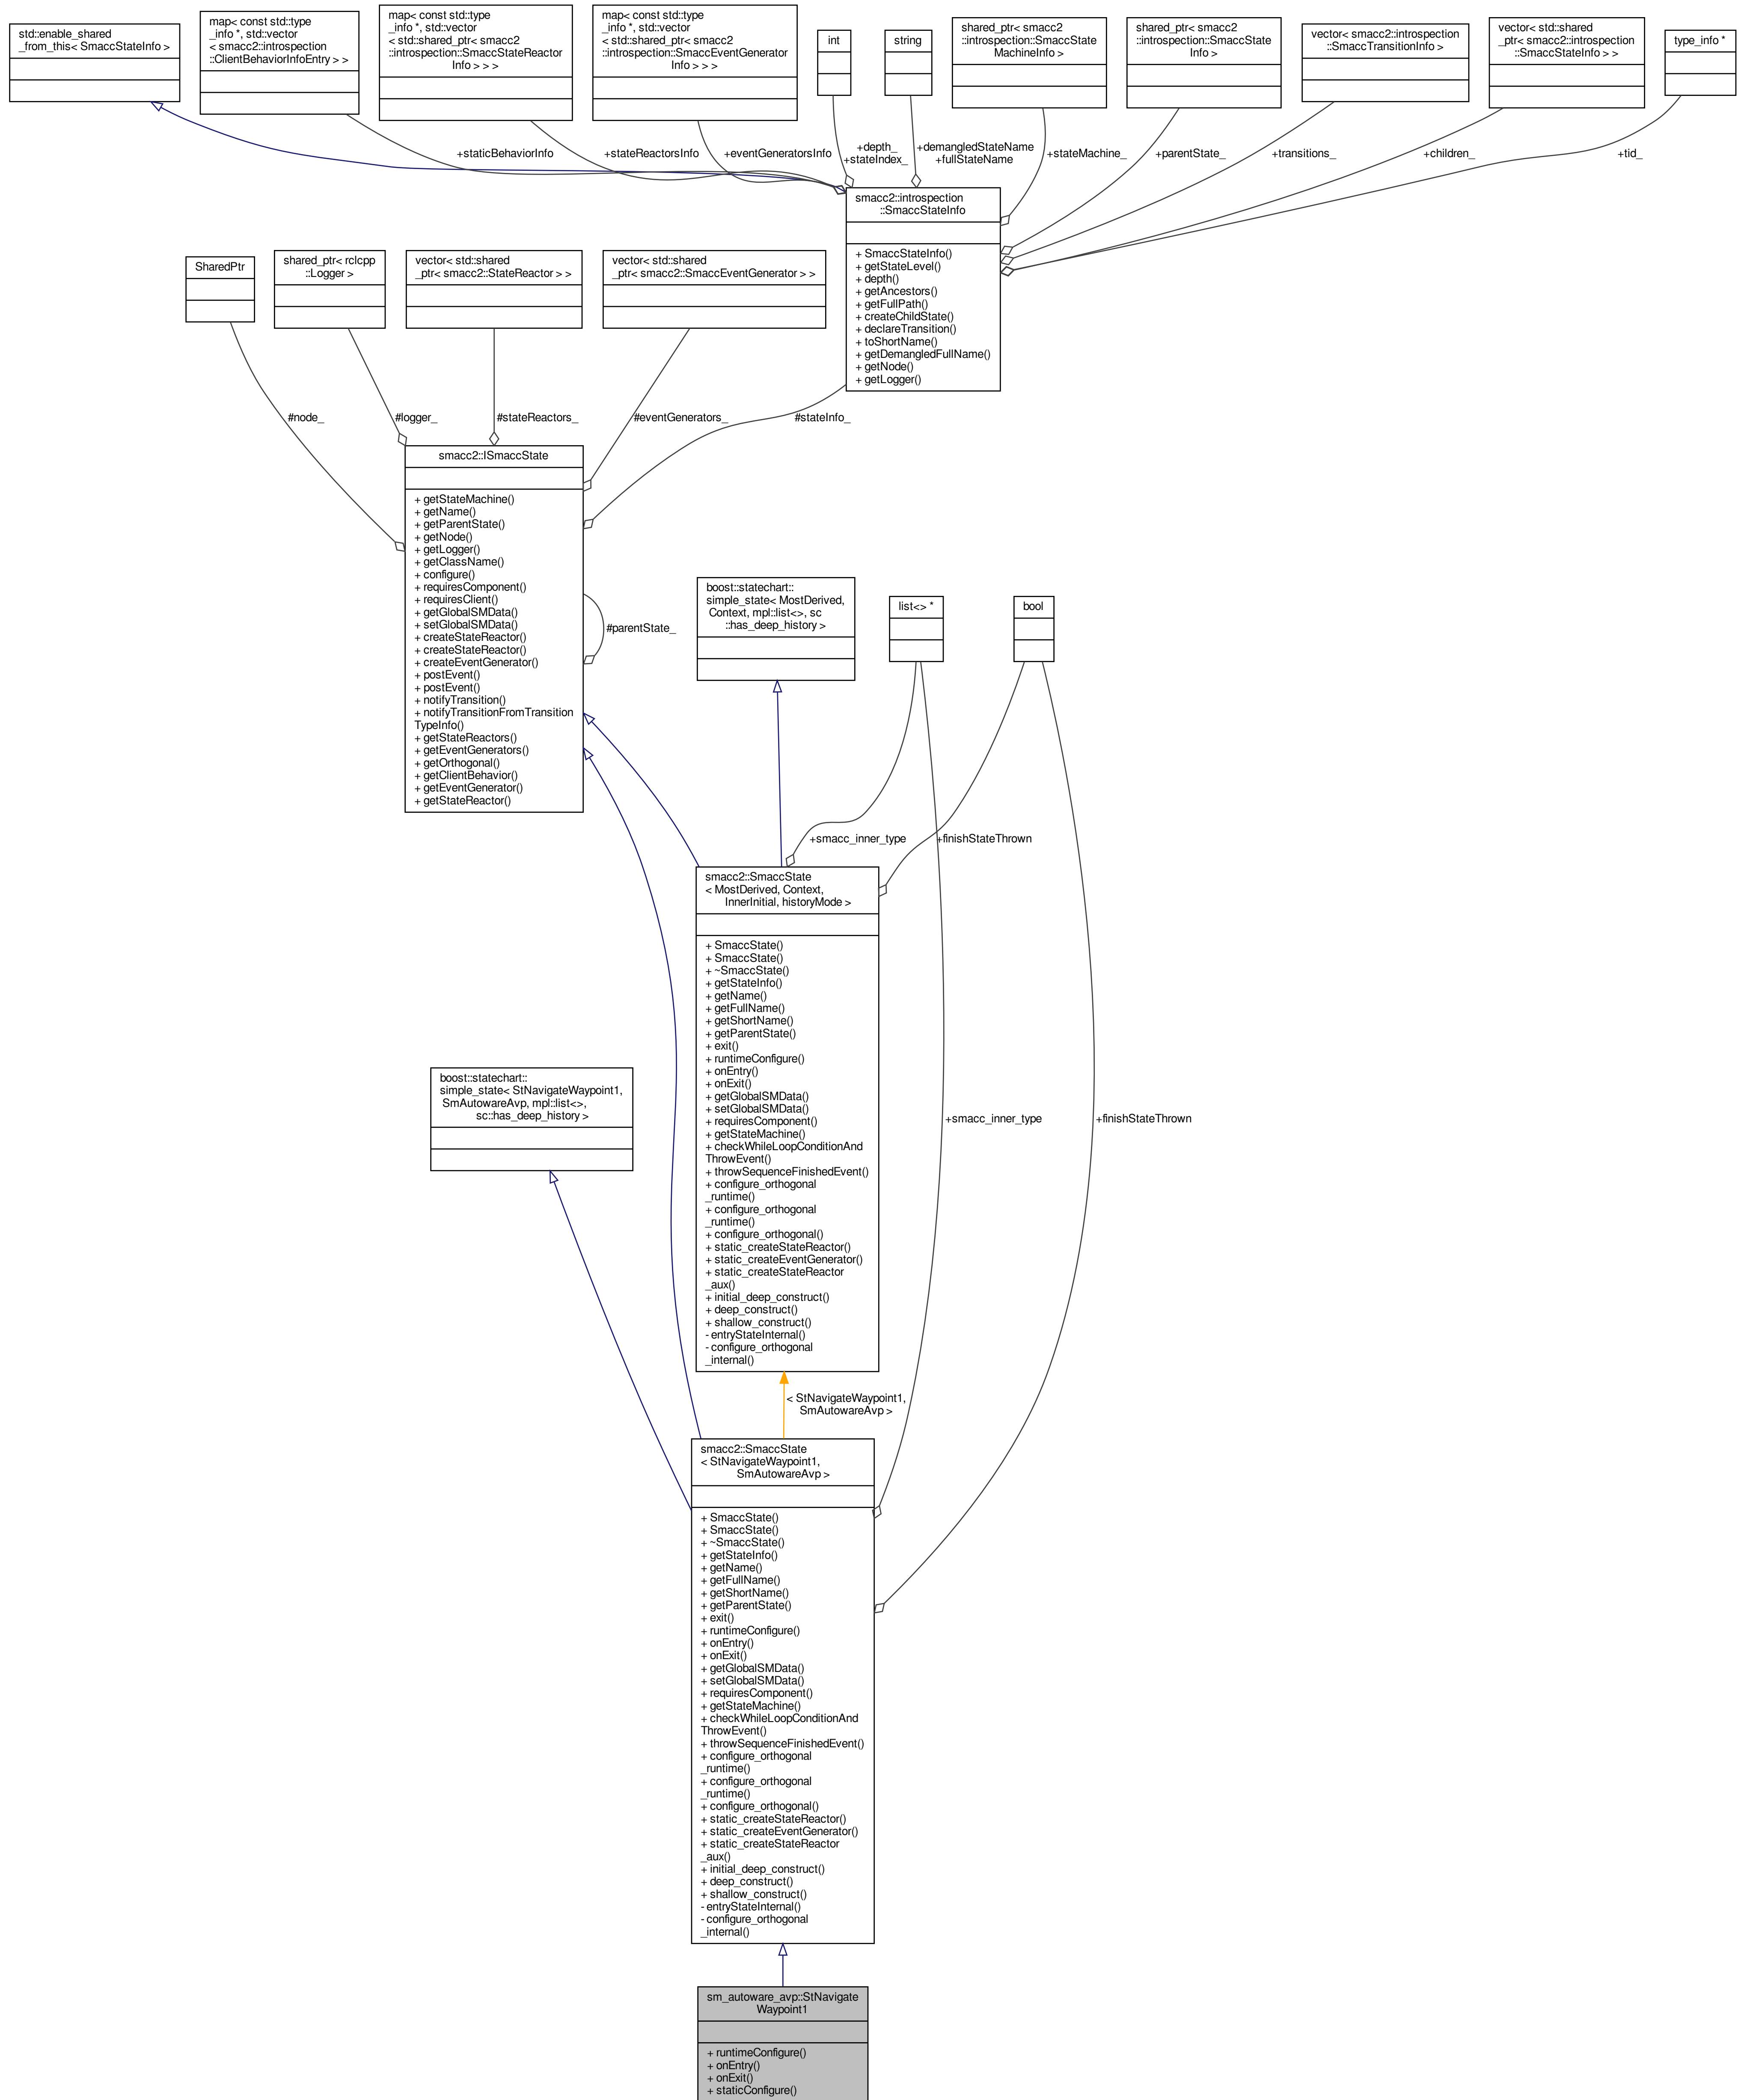 std::enable_shared
_from_this< SmaccStateInfo >
map< const std::type
_info *, std::vector
< smacc2::introspection
::ClientBehaviorInfoEntry > >
map< const std::type
_info *, std::vector
< std::shared_ptr< smacc2
::introspection::SmaccStateReactor
Info > > >
map< const std::type
_info *, std::vector
< std::shared_ptr< smacc2
::introspection::SmaccEventGenerator
Info > > >
int
string
shared_ptr< smacc2
::introspection::SmaccState
MachineInfo >
shared_ptr< smacc2
::introspection::SmaccState
Info >
vector< smacc2::introspection
::SmaccTransitionInfo >
vector< std::shared
_ptr< smacc2::introspection
::SmaccStateInfo > >
type_info *
+staticBehaviorInfo
+stateReactorsInfo
+eventGeneratorsInfo
+depth_
+stateIndex_
+demangledStateName
+fullStateName
+stateMachine_
+parentState_
+transitions_
+children_
+tid_
smacc2::introspection
::SmaccStateInfo
+ SmaccStateInfo()
+ getStateLevel()
+ depth()
+ getAncestors()
+ getFullPath()
+ createChildState()
+ declareTransition()
+ toShortName()
+ getDemangledFullName()
+ getNode()
+ getLogger()
SharedPtr
shared_ptr< rclcpp
::Logger >
vector< std::shared
_ptr< smacc2::StateReactor > >
vector< std::shared
_ptr< smacc2::SmaccEventGenerator > >
#node_
#logger_
#stateReactors_
#eventGenerators_
#stateInfo_
smacc2::ISmaccState
+ getStateMachine()
+ getName()
+ getParentState()
+ getNode()
+ getLogger()
+ getClassName()
+ configure()
+ requiresComponent()
+ requiresClient()
+ getGlobalSMData()
+ setGlobalSMData()
+ createStateReactor()
+ createStateReactor()
+ createEventGenerator()
+ postEvent()
+ postEvent()
+ notifyTransition()
+ notifyTransitionFromTransition
TypeInfo()
+ getStateReactors()
+ getEventGenerators()
+ getOrthogonal()
+ getClientBehavior()
+ getEventGenerator()
+ getStateReactor()
#parentState_
boost::statechart::
simple_state< MostDerived,
Context, mpl::list<>, sc
::has_deep_history >
list<> *
bool
+smacc_inner_type
+finishStateThrown
smacc2::SmaccState
< MostDerived, Context,
InnerInitial, historyMode >
+ SmaccState()
+ SmaccState()
+ ~SmaccState()
+ getStateInfo()
+ getName()
+ getFullName()
+ getShortName()
+ getParentState()
+ exit()
+ runtimeConfigure()
+ onEntry()
+ onExit()
+ getGlobalSMData()
+ setGlobalSMData()
+ requiresComponent()
+ getStateMachine()
+ checkWhileLoopConditionAnd
ThrowEvent()
+ throwSequenceFinishedEvent()
+ configure_orthogonal
_runtime()
+ configure_orthogonal
_runtime()
+ configure_orthogonal()
+ static_createStateReactor()
+ static_createEventGenerator()
+ static_createStateReactor
_aux()
+ initial_deep_construct()
+ deep_construct()
+ shallow_construct()
- entryStateInternal()
- configure_orthogonal
_internal()
boost::statechart::
simple_state< StNavigateWaypoint1,
SmAutowareAvp, mpl::list<>,
sc::has_deep_history >
+smacc_inner_type
+finishStateThrown
< StNavigateWaypoint1,
SmAutowareAvp >
smacc2::SmaccState
< StNavigateWaypoint1,
SmAutowareAvp >
+ SmaccState()
+ SmaccState()
+ ~SmaccState()
+ getStateInfo()
+ getName()
+ getFullName()
+ getShortName()
+ getParentState()
+ exit()
+ runtimeConfigure()
+ onEntry()
+ onExit()
+ getGlobalSMData()
+ setGlobalSMData()
+ requiresComponent()
+ getStateMachine()
+ checkWhileLoopConditionAnd
ThrowEvent()
+ throwSequenceFinishedEvent()
+ configure_orthogonal
_runtime()
+ configure_orthogonal
_runtime()
+ configure_orthogonal()
+ static_createStateReactor()
+ static_createEventGenerator()
+ static_createStateReactor
_aux()
+ initial_deep_construct()
+ deep_construct()
+ shallow_construct()
- entryStateInternal()
- configure_orthogonal
_internal()
sm_autoware_avp::StNavigate
Waypoint1
+ runtimeConfigure()
+ onEntry()
+ onExit()
+ staticConfigure()